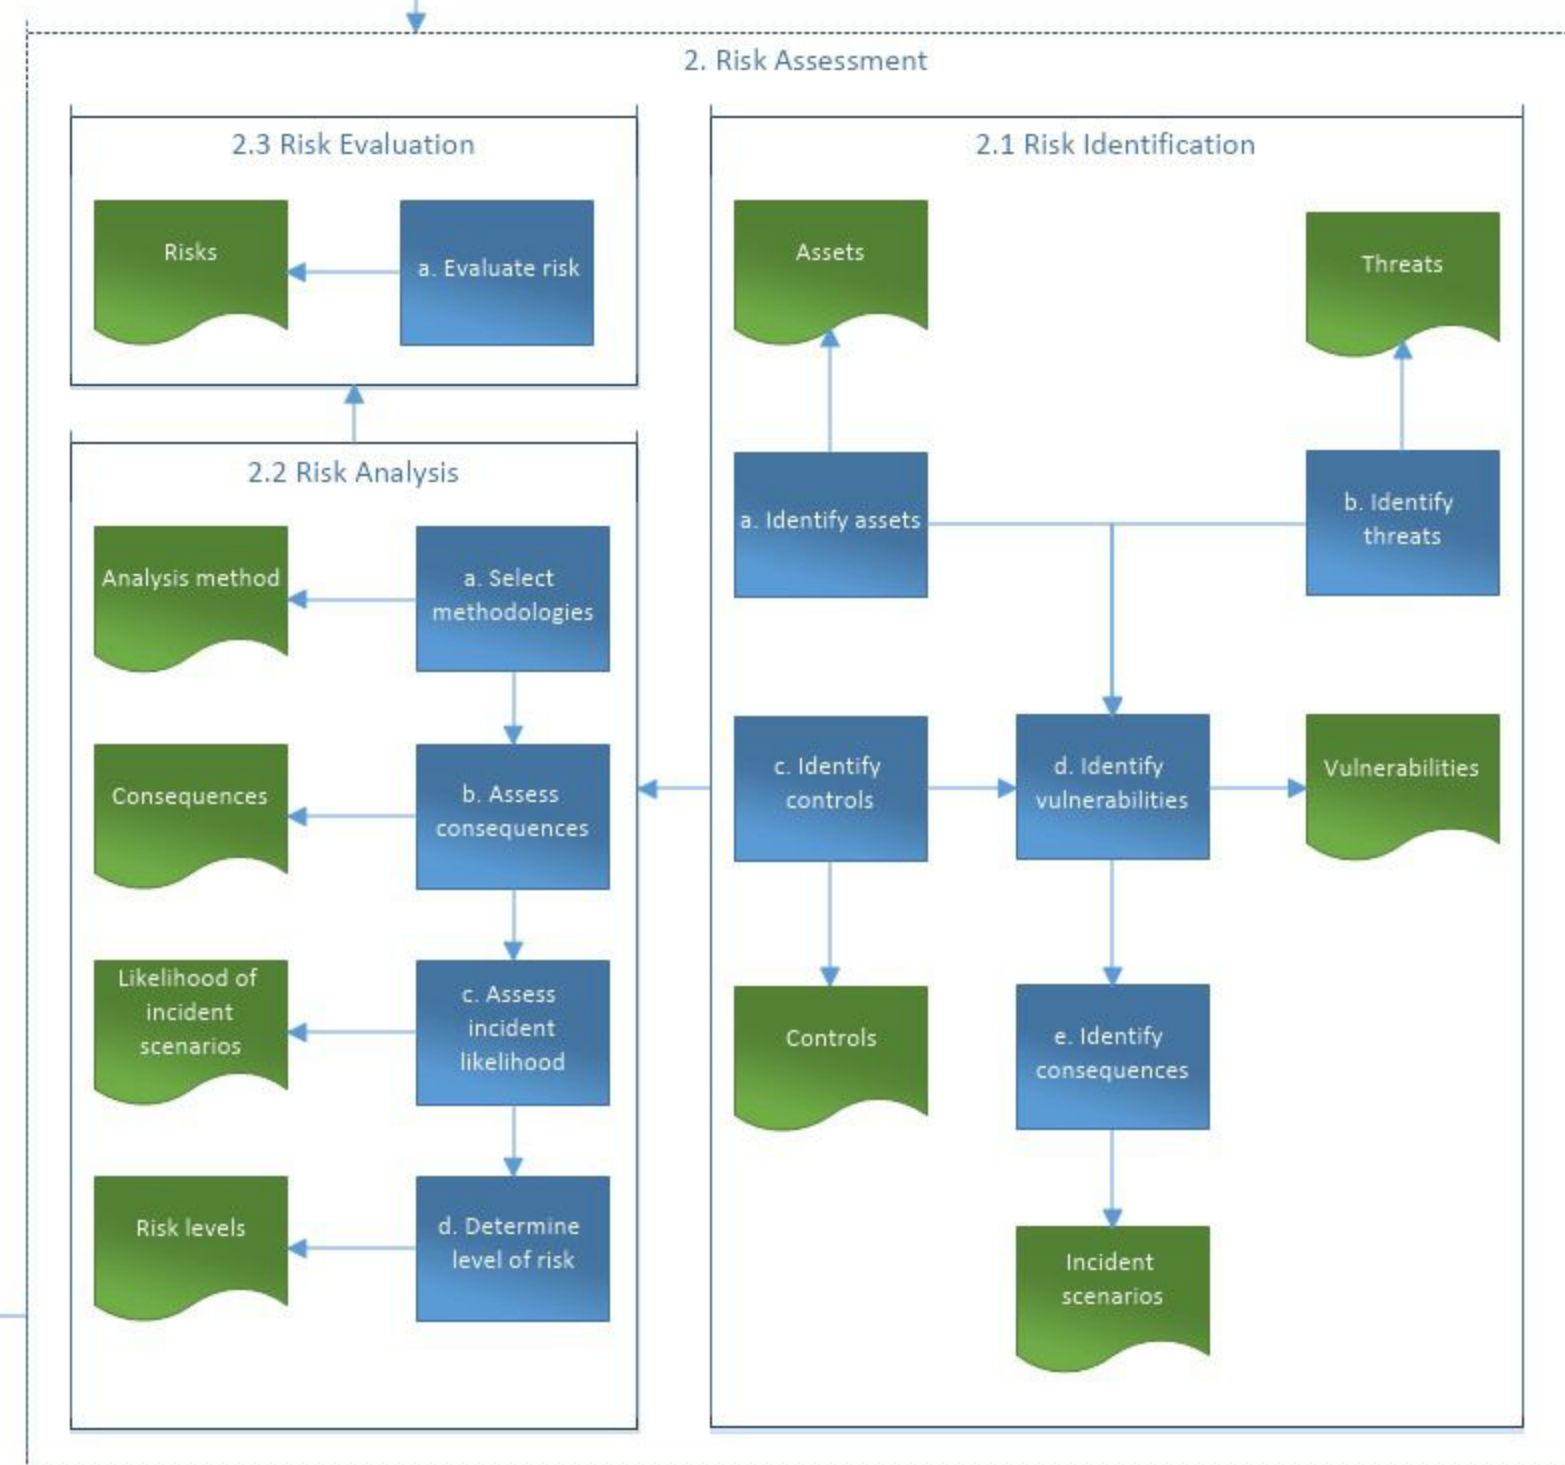 2. Risk Assessment
2.3 Risk Evaluation
Risks
a. Evaluate risk
2.2 Risk Analysis
Analysis method
a. Select
methodologies
Consequences
b. Assess
consequences
Likelihood of
incident
scenarios
c. Assess
incident
likelihood
Risk levels
d. Determine
level of risk
2.1 Risk Identification
Assets
Threats
a. Identify assets
b. Identify
threats
c. Identify
controls
d. Identify
vulnerabilities
Vulnerabilities
Controls
e. Identify
consequences
Incident
scenarios